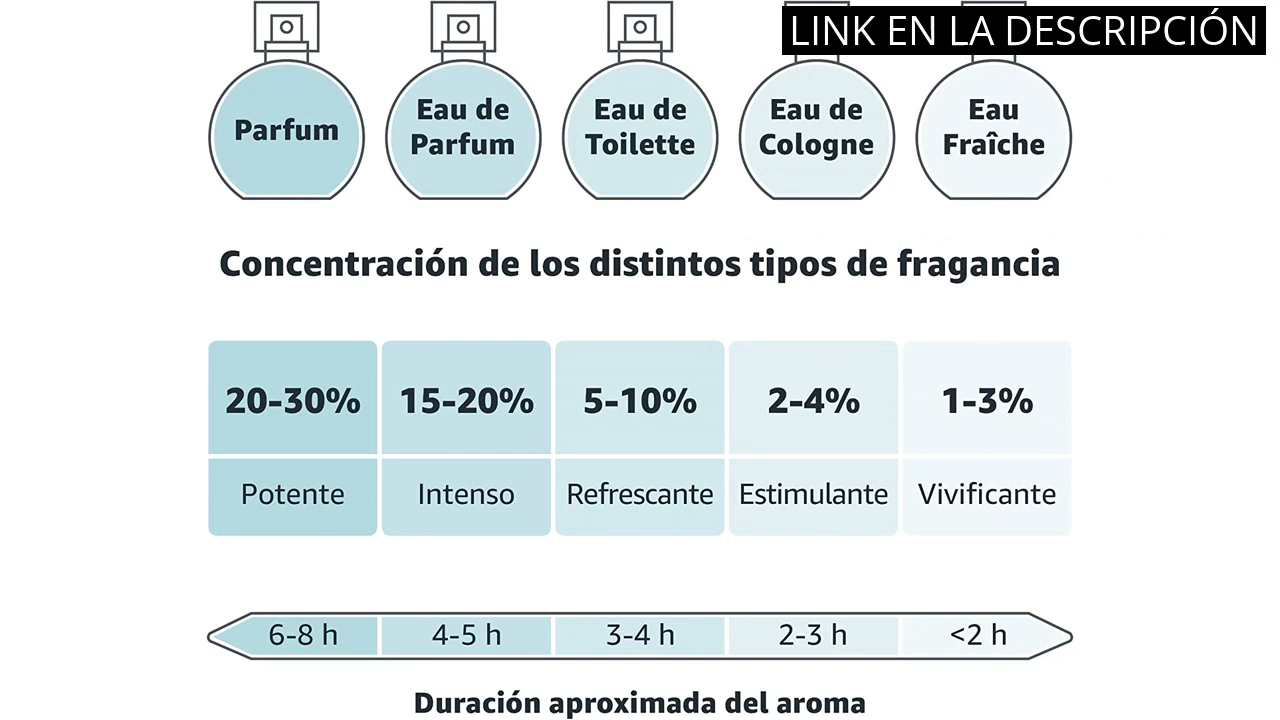 LINK EN LA DESCRIPCIÓN
Parfum
Eau de
Parfum
Eau de
Toilette
Eau de
Cologne
Eau
Fraîche
Concentración de los distintos tipos de fragancia
20-30% 15-20% 5-10% 2-4% 1-3%
Potente Intenso Refrescante Estimulante Vivificante
6-8 h 4-5 h 3-4 h 2-3 h <2 h
Duración aproximada del aroma